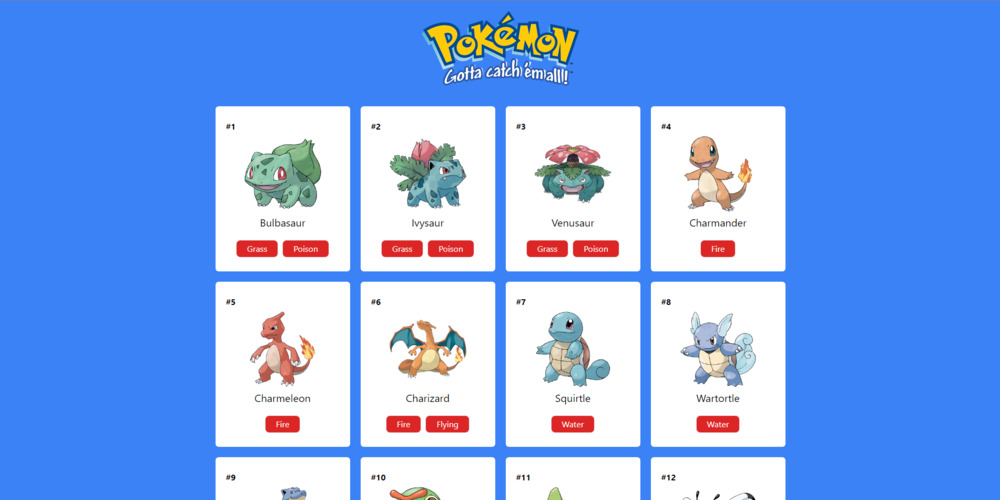 POKéMON
Gotta catch 'em all!
#1 #2 #3 #4
Bulbasaur Ivysaur Venusaur Charmander
Grass Poison Grass Poison Grass Poison Fire
#5 #6 #7 #8
Charmeleon Charizard Squirtle Wartortle
Fire Fire Flying Water Water
#9 #10 #11 #12